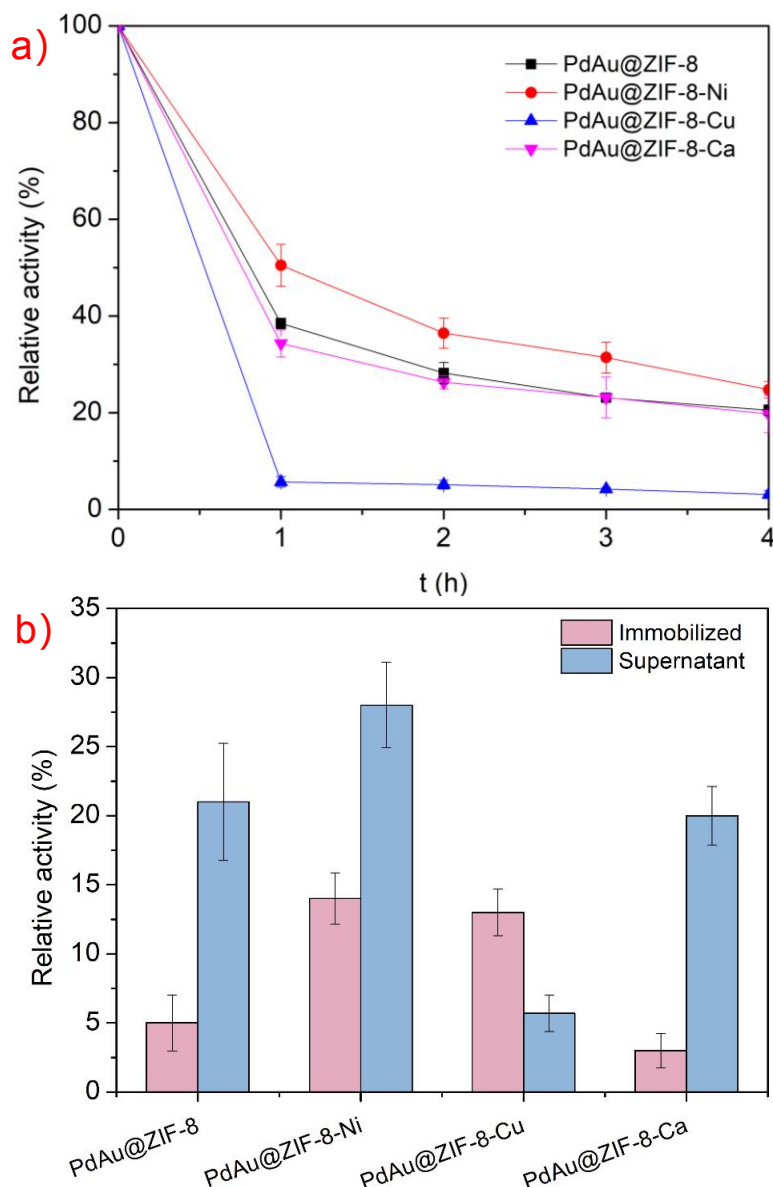 a)
100
80
60
40
20
0
Relative activity (%)
PdAu@ZIF-8
PdAu@ZIF-8-Ni
PdAu@ZIF-8-Cu
PdAu@ZIF-8-Ca
0 1 2 3 4
t (h)
b)
35
30
25
20
15
10
5
0
Relative activity (%)
Immobilized
Supernatant
PdAu@ZIF-8
PdAu@ZIF-8-Ni
PdAu@ZIF-8-Cu
PdAu@ZIF-8-Ca